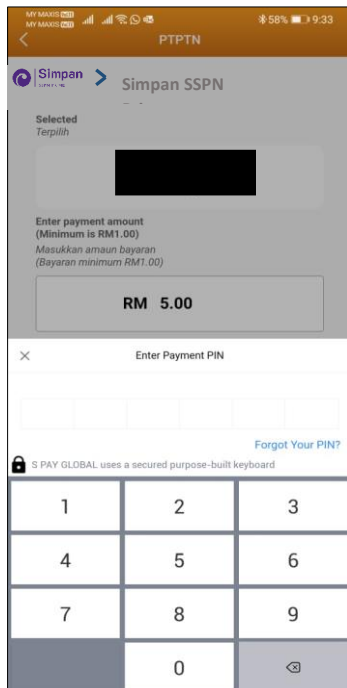 MY MAXIS VoLTE
MY MAXIS VoLTE
58% 9:33
PTPTN
Simpan
Simpan SSPN
Selected
Terpilih
Enter payment amount
(Minimum is RM1.00)
Masukkan amaun bayaran
(Bayaran minimum RM1.00)
RM 5.00
Enter Payment PIN
Forgot Your PIN?
S PAY GLOBAL uses a secured purpose-built keyboard
1 2 3
4 5 6
7 8 9
0